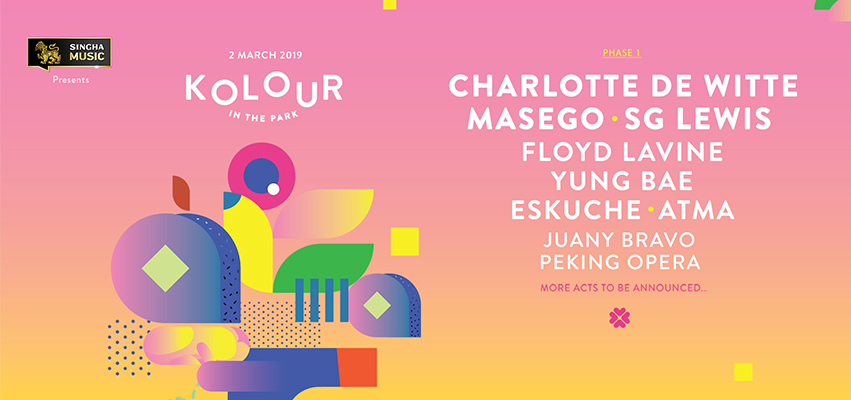 SINGHA
MUSIC
Presents
2 MARCH 2019
KOLOUR
IN THE PARK
PHASE 1
CHARLOTTE DE WITTE
MASEGO • SG LEWIS
FLOYD LAVINE
YUNG BAE
ESKUCHE • ATMA
JUANY BRAVO
PEKING OPERA
MORE ACTS TO BE ANNOUNCED..